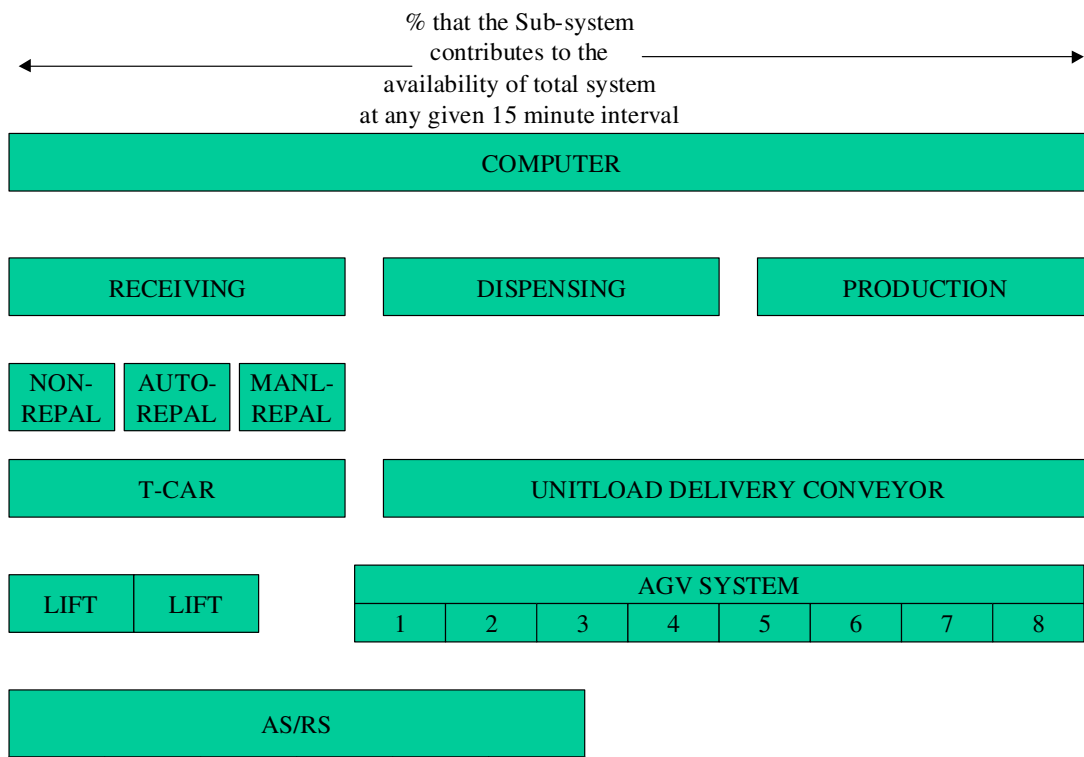 % that the Sub-system
contributes to the
availability of total system
at any given 15 minute interval
COMPUTER
RECEIVING
DISPENSING
PRODUCTION
NON-
REPAL
AUTO-
REPAL
MANL-
REPAL
T-CAR
UNITLOAD DELIVERY CONVEYOR
LIFT
LIFT
AGV SYSTEM
1 2 3 4 5 6 7 8
AS/RS